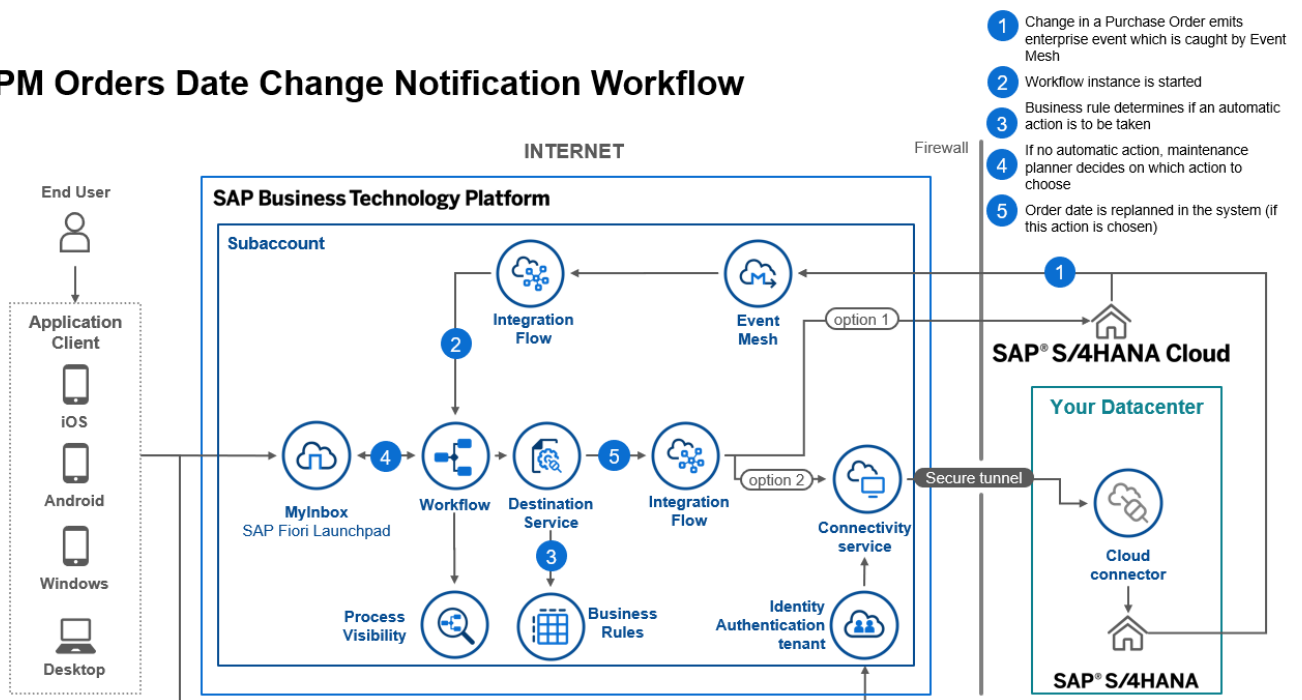 1 Change in a Purchase Order emits
enterprise event which is caught by Event
Mesh
2 Workflow instance is started
3 Business rule determines if an automatic
action is to be taken
4 If no automatic action, maintenance
planner decides on which action to
choose
5 Order date is replanned in the system (if
this action is chosen)
PM Orders Date Change Notification Workflow
INTERNET
Firewall
End User
SAP Business Technology Platform
Subaccount
1
Application
Client
Integration
Flow
Event
Mesh
option 1
2
SAP® S/4HANA Cloud
iOS
Your Datacenter
4
5
option 2
Secure tunnel
Android
MyInbox
SAP Fiori Launchpad
Workflow
Destination
Service
Integration
Flow
Connectivity
service
3
Cloud
connector
Windows
Process
Visibility
Business
Rules
Identity
Authentication
tenant
Desktop
SAP® S/4HANA